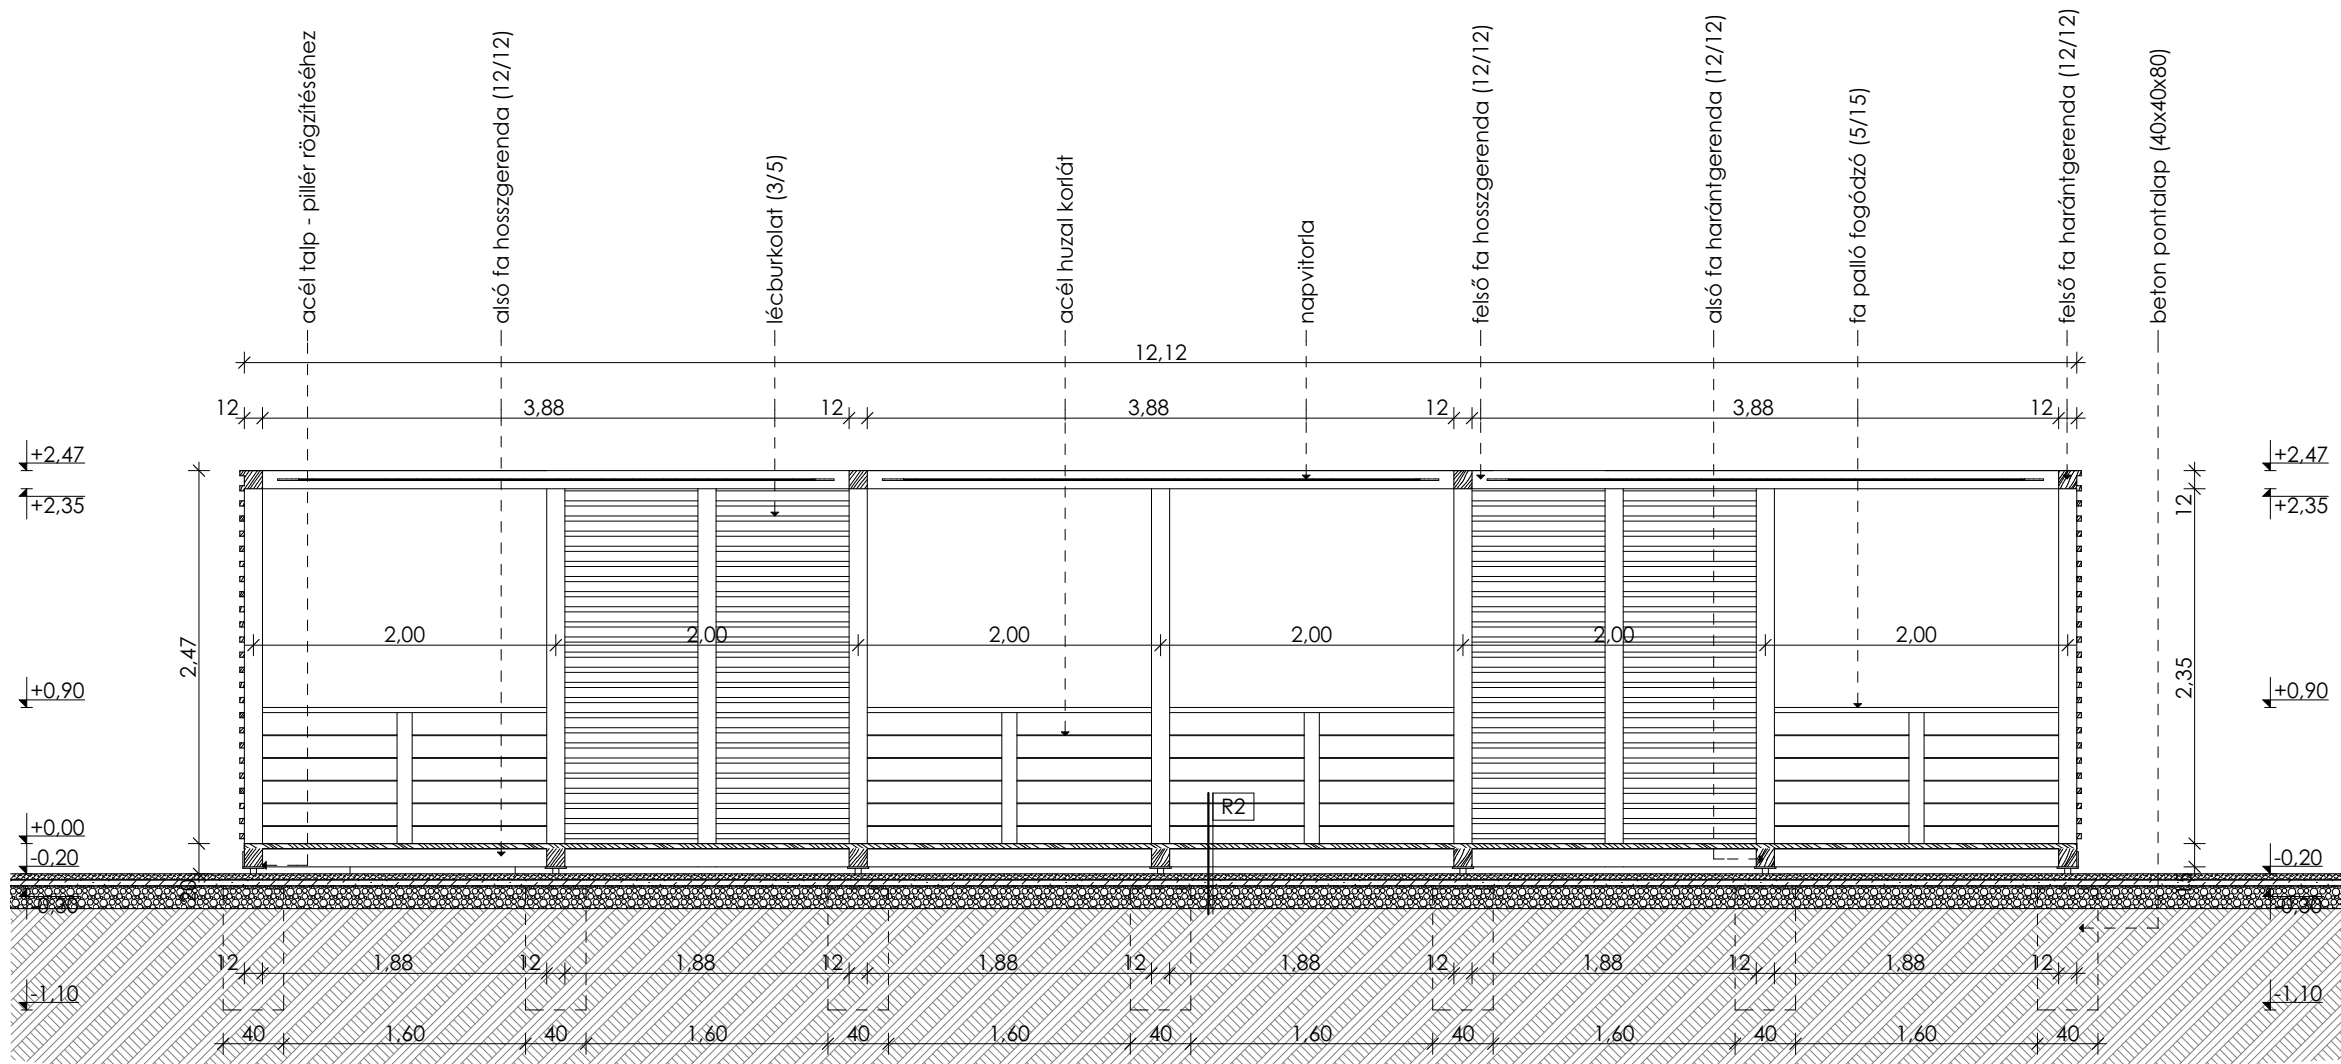 acél talp - pillér rögzítéséhez
alsó fa hosszgerenda (12/12)
lécburkolat (3/5)
acél huzal korlát
napvitorla
felső fa hosszgerenda (12/12)
alsó fa harántgerenda (12/12)
fa palló fogódzó (5/15)
felső fa harántgerenda (12/12)
beton pontalap (40x40x80)
12,12
12 3,88 12 3,88 12 3,88 12
+2,47 +2,47
+2,35 12 +2,35
2,00 2,00 2,00 2,00 2,00 2,00
2,47 2,35
+0,90 +0,90
R2
+0,00
-0,20 -0,20
20
-0,30 -0,30
12 1,88 12 1,88 12 1,88 12 1,88 12 1,88 12 1,88 12
-1,10 -1,10
40 1,60 40 1,60 40 1,60 40 1,60 40 1,60 40 1,60 40